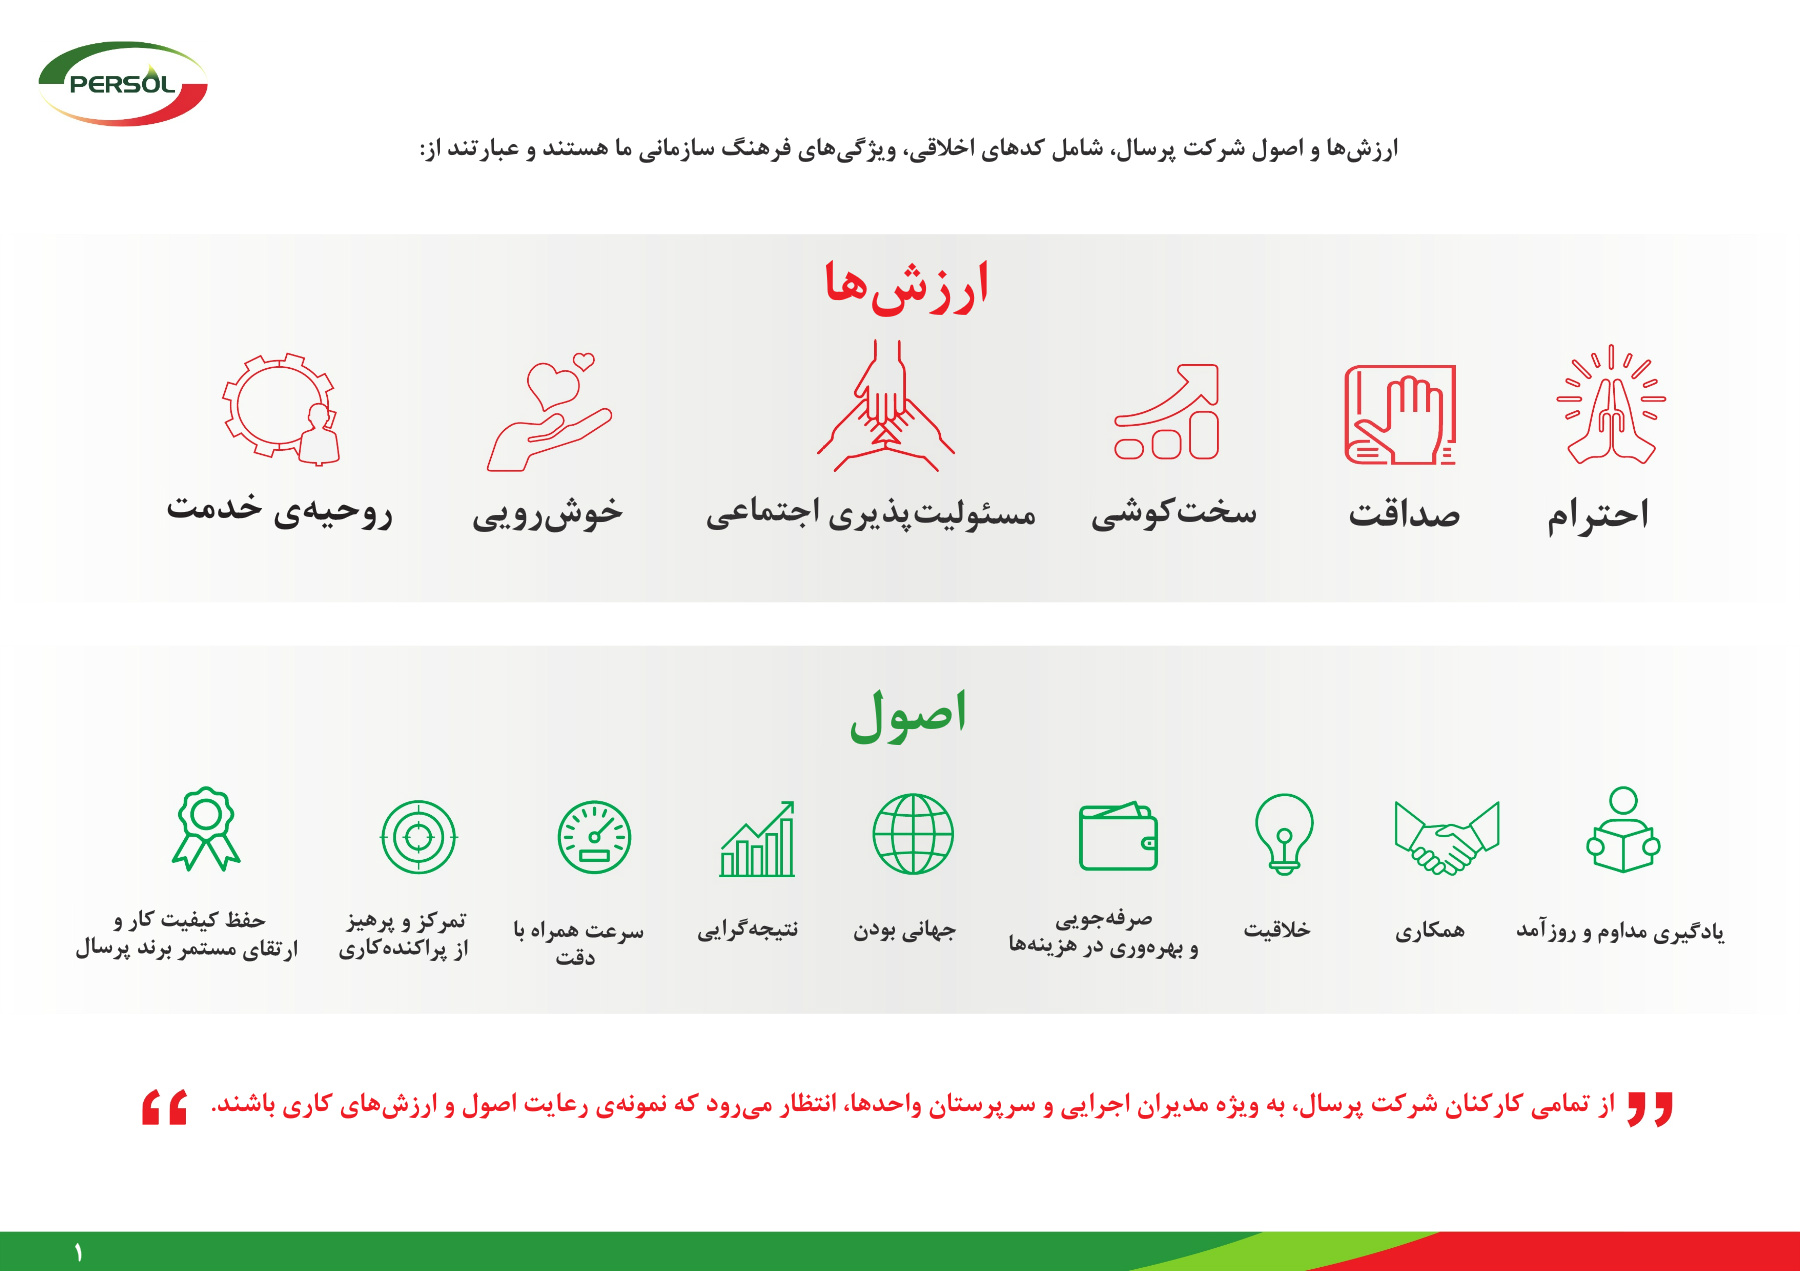 PERSOL
ارزش‌ها و اصول شرکت پرسال، شامل کدهای اخلاقی، ویژگی‌های فرهنگ سازمانی ما هستند و عبارتند از:
ارزش‌ها
احترام
صداقت
سخت‌کوشی
مسئولیت‌پذیری اجتماعی
خوش‌رویی
روحیه‌ی خدمت
اصول
یادگیری مداوم و روزآمد
همکاری
خلاقیت
صرفه‌جویی
و بهره‌وری در هزینه‌ها
جهانی بودن
نتیجه‌گرایی
سرعت همراه با
دقت
تمرکز و پرهیز
از پراکنده‌کاری
حفظ کیفیت کار و
ارتقای مستمر برند پرسال
❞ از تمامی کارکنان شرکت پرسال، به ویژه مدیران اجرایی و سرپرستان واحدها، انتظار می‌رود که نمونه‌ی رعایت اصول و ارزش‌های کاری باشند. ❝
۱